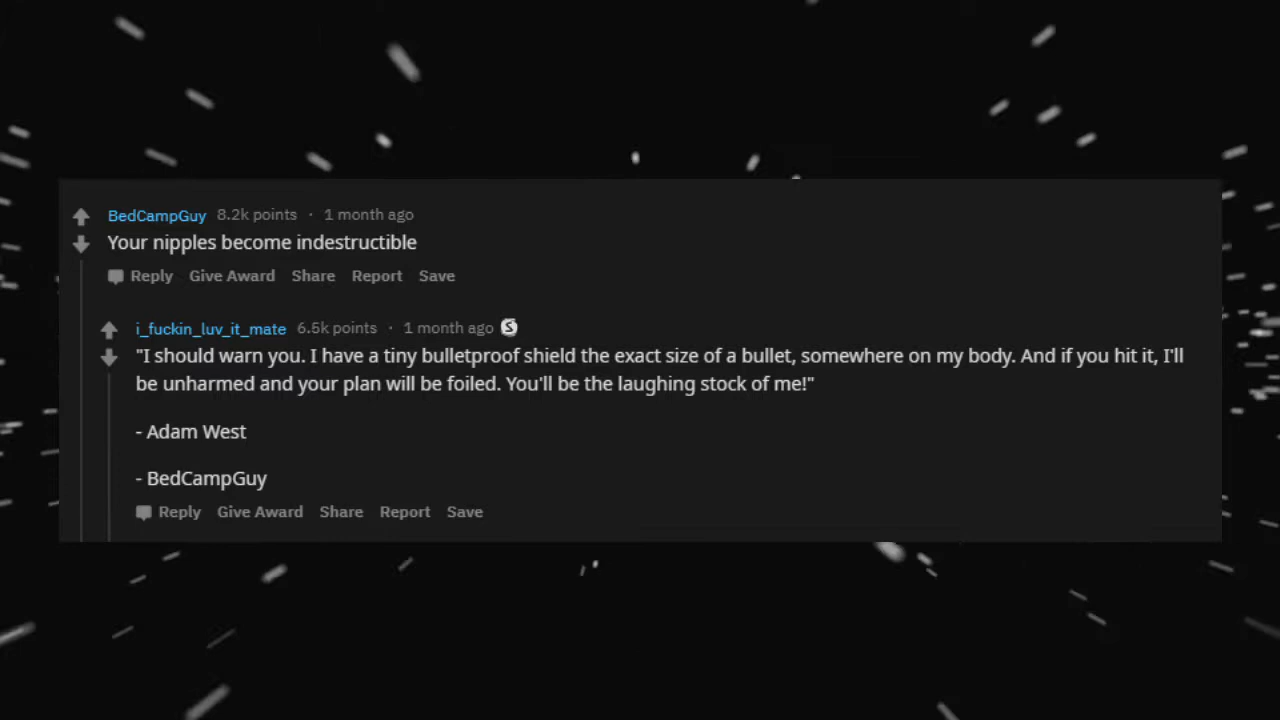 BedCampGuy 8.2k points · 1 month ago
Your nipples become indestructible
Reply Give Award Share Report Save
i_fuckin_luv_it_mate 6.5k points · 1 month ago S
"I should warn you. I have a tiny bulletproof shield the exact size of a bullet, somewhere on my body. And if you hit it, I'll
be unharmed and your plan will be foiled. You'll be the laughing stock of me!"
- Adam West
- BedCampGuy
Reply Give Award Share Report Save